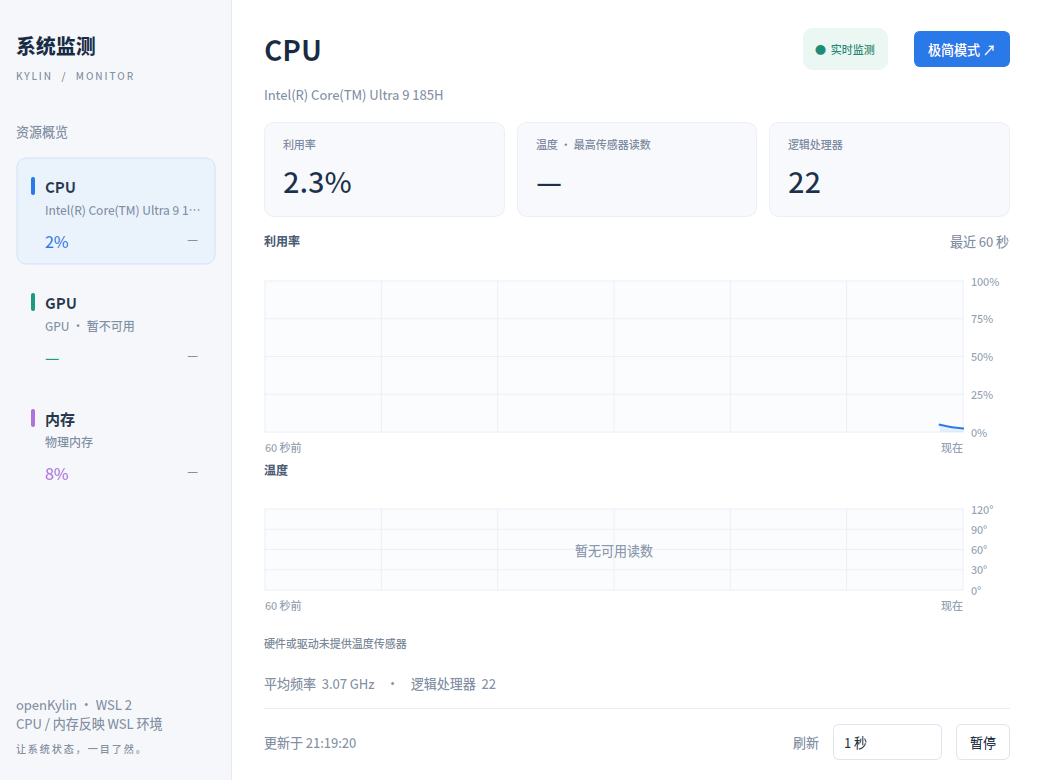 系统监测
KYLIN / MONITOR
资源概览
CPU
Intel(R) Core(TM) Ultra 9 1…
2% —
GPU
GPU · 暂不可用
— —
内存
物理内存
8% —
openKylin · WSL 2
CPU / 内存反映 WSL 环境
让系统状态，一目了然。
CPU
● 实时监测
极简模式 ↗
Intel(R) Core(TM) Ultra 9 185H
利用率
2.3%
温度 · 最高传感器读数
—
逻辑处理器
22
利用率 最近 60 秒
100%
75%
50%
25%
0%
60 秒前 现在
温度
120°
90°
暂无可用读数 60°
30°
0°
60 秒前 现在
硬件或驱动未提供温度传感器
平均频率 3.07 GHz · 逻辑处理器 22
更新于 21:19:20 刷新 1 秒 暂停